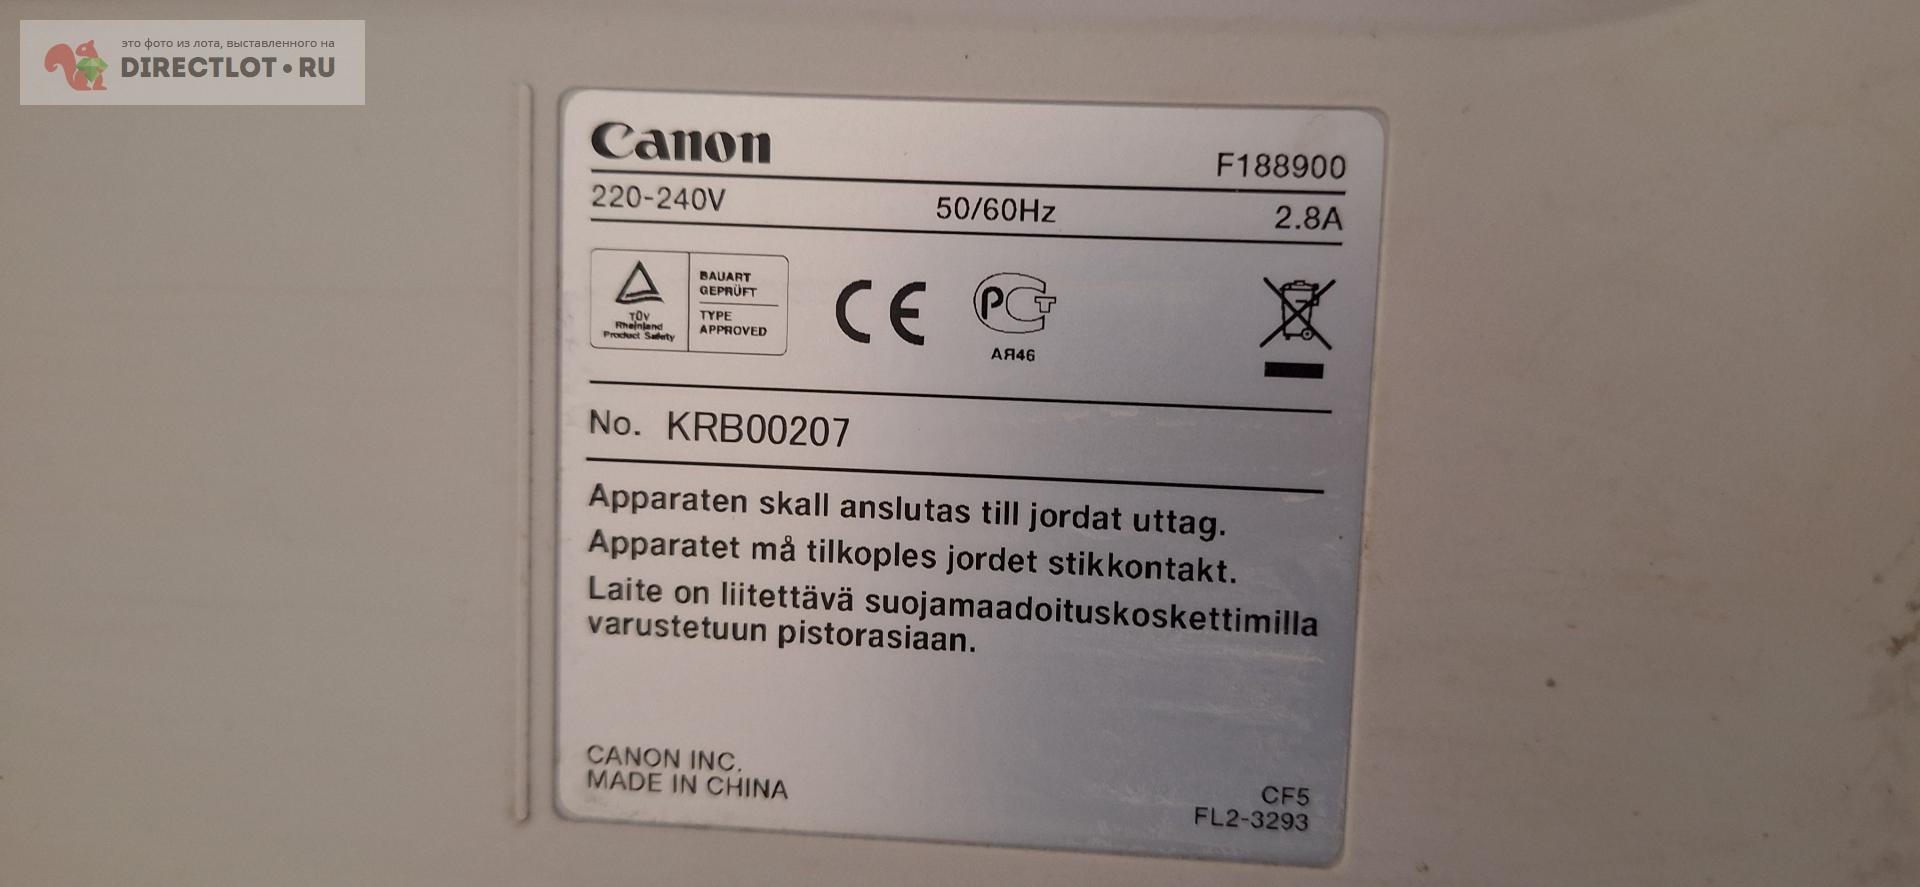 это фото из лота, выставленного на
DIRECTLOT•RU
Canon
F188900
220-240V 50/60Hz 2.8A
TÜV
Rheinland
Product Safety
BAUART
GEPRÜFT
TYPE
APPROVED
CE
РСТ
АЯ46
No. KRB00207
Apparaten skall anslutas till jordat uttag.
Apparatet må tilkoples jordet stikkontakt.
Laite on liitettävä suojamaadoituskoskettimilla
varustetuun pistorasiaan.
CANON INC.
MADE IN CHINA
CF5
FL2-3293